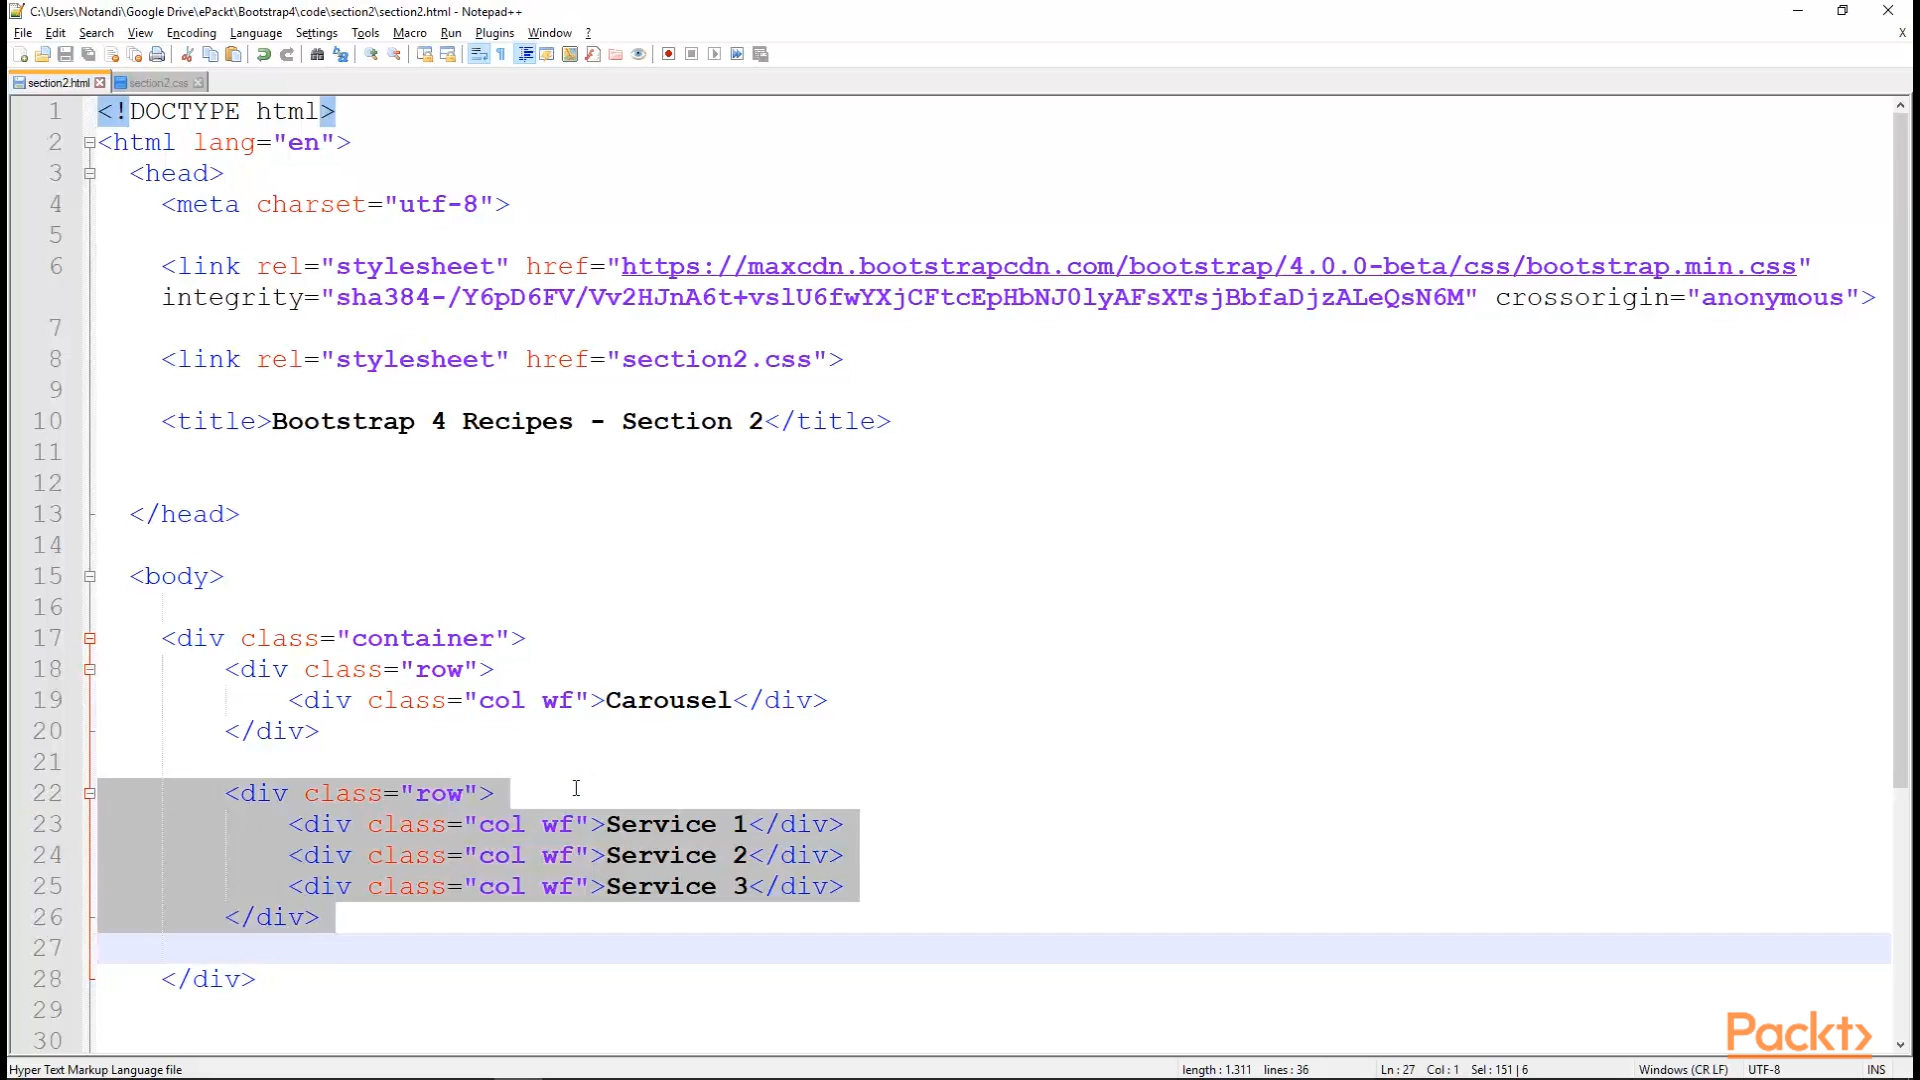 C:\Users\Notandi\Google Drive\ePackt\Bootstrap4\code\section2\section2.html - Notepad++
File Edit Search View Encoding Language Settings Tools Macro Run Plugins Window ? X
section2.html section2.css
1 <!DOCTYPE html>
2 <html lang="en">
3 <head>
4 <meta charset="utf-8">
5
6 <link rel="stylesheet" href="https://maxcdn.bootstrapcdn.com/bootstrap/4.0.0-beta/css/bootstrap.min.css"
integrity="sha384-/Y6pD6FV/Vv2HJnA6t+vslU6fwYXjCFtcEpHbNJ0lyAFsXTsjBbfaDjzALeQsN6M" crossorigin="anonymous">
7
8 <link rel="stylesheet" href="section2.css">
9
10 <title>Bootstrap 4 Recipes - Section 2</title>
11
12
13 </head>
14
15 <body>
16
17 <div class="container">
18 <div class="row">
19 <div class="col wf">Carousel</div>
20 </div>
21
22 <div class="row">
23 <div class="col wf">Service 1</div>
24 <div class="col wf">Service 2</div>
25 <div class="col wf">Service 3</div>
26 </div>
27
28 </div>
29
30
Packt>
Hyper Text Markup Language file length : 1.311 lines : 36 Ln : 27 Col : 1 Sel : 151 | 6 Windows (CR LF) UTF-8 INS